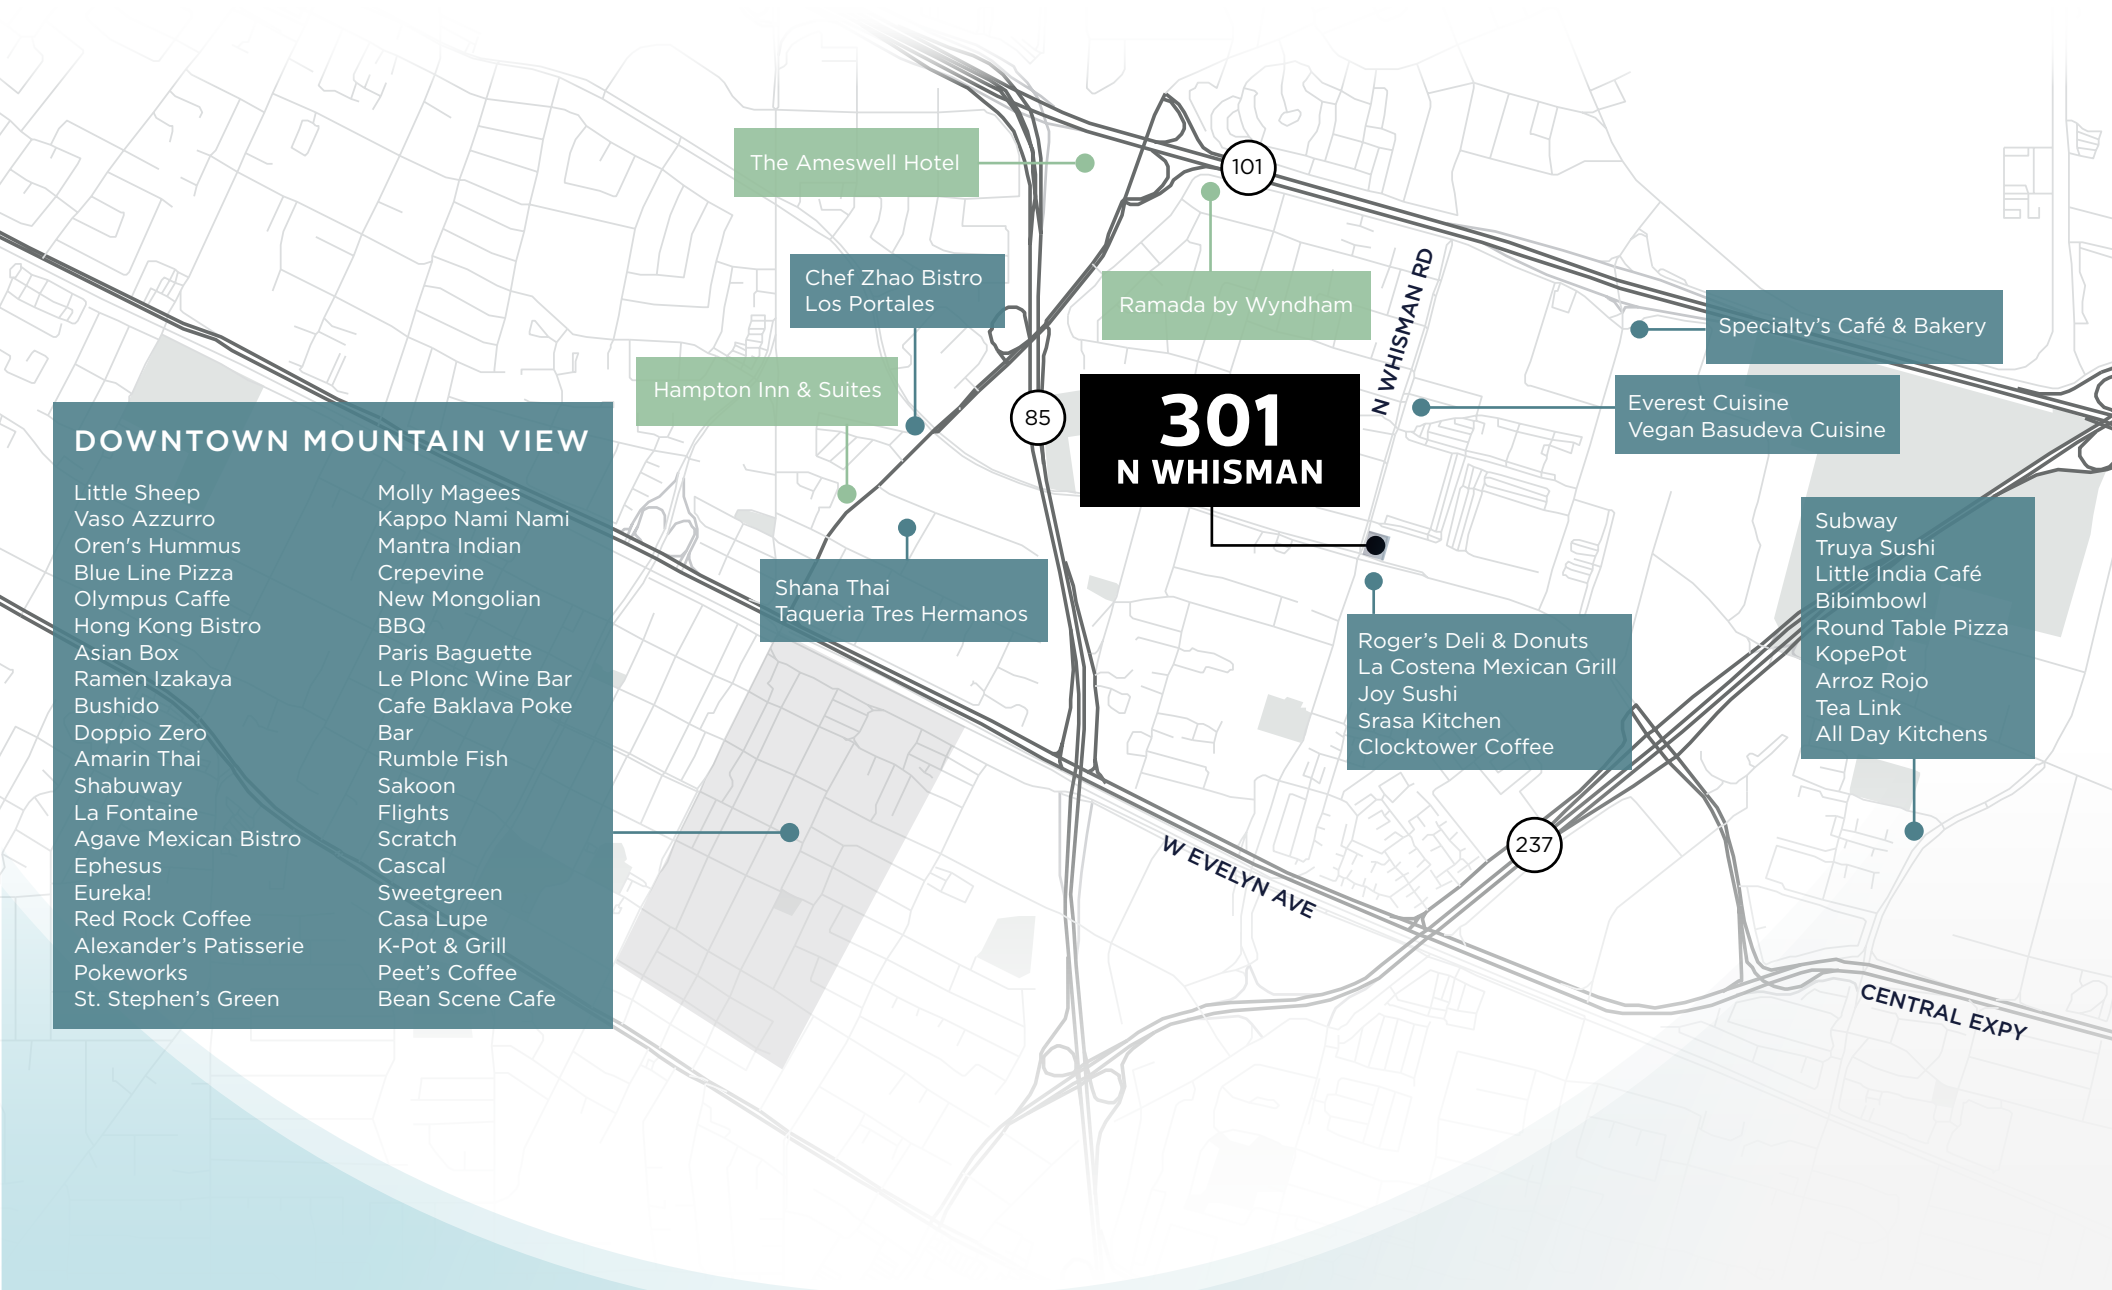 The Ameswell Hotel
101
Chef Zhao Bistro
Los Portales
Ramada by Wyndham
N WHISMAN RD
Specialty’s Café & Bakery
Hampton Inn & Suites
85
301
N WHISMAN
Everest Cuisine
Vegan Basudeva Cuisine
DOWNTOWN MOUNTAIN VIEW
Little Sheep
Vaso Azzurro
Oren's Hummus
Blue Line Pizza
Olympus Caffe
Hong Kong Bistro
Asian Box
Ramen Izakaya
Bushido
Doppio Zero
Amarin Thai
Shabuway
La Fontaine
Agave Mexican Bistro
Ephesus
Eureka!
Red Rock Coffee
Alexander’s Patisserie
Pokeworks
St. Stephen’s Green
Molly Magees
Kappo Nami Nami
Mantra Indian
Crepevine
New Mongolian
BBQ
Paris Baguette
Le Plonc Wine Bar
Cafe Baklava Poke
Bar
Rumble Fish
Sakoon
Flights
Scratch
Cascal
Sweetgreen
Casa Lupe
K-Pot & Grill
Peet’s Coffee
Bean Scene Cafe
Shana Thai
Taqueria Tres Hermanos
Roger’s Deli & Donuts
La Costena Mexican Grill
Joy Sushi
Srasa Kitchen
Clocktower Coffee
Subway
Truya Sushi
Little India Café
Bibimbowl
Round Table Pizza
KopePot
Arroz Rojo
Tea Link
All Day Kitchens
237
W EVELYN AVE
CENTRAL EXPY